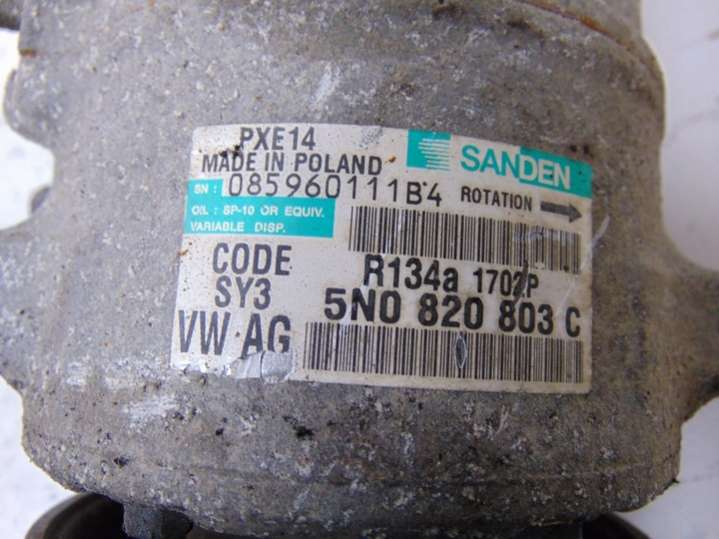 PXE14
MADE IN POLAND
SANDEN
SN : 085960111B4
ROTATION
OIL : SP-10 OR EQUIV.
VARIABLE DISP.
CODE
SY3
R134a 1702P
VW AG
5N0 820 803 C